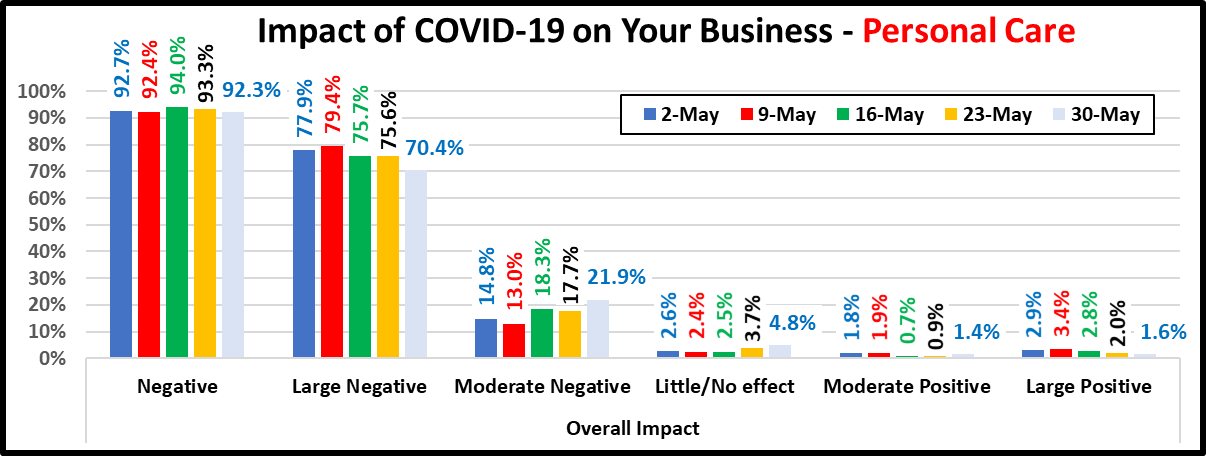 Impact of COVID-19 on Your Business - Personal Care
2-May 9-May 16-May 23-May 30-May
100%
90%
80%
70%
60%
50%
40%
30%
20%
10%
0%
92.7% 92.4% 94.0% 93.3% 92.3%
77.9% 79.4% 75.7% 75.6% 70.4%
14.8% 13.0% 18.3% 17.7% 21.9%
2.6% 2.4% 2.5% 3.7% 4.8%
1.8% 1.9% 0.7% 0.9% 1.4%
2.9% 3.4% 2.8% 2.0% 1.6%
Negative Large Negative Moderate Negative Little/No effect Moderate Positive Large Positive
Overall Impact